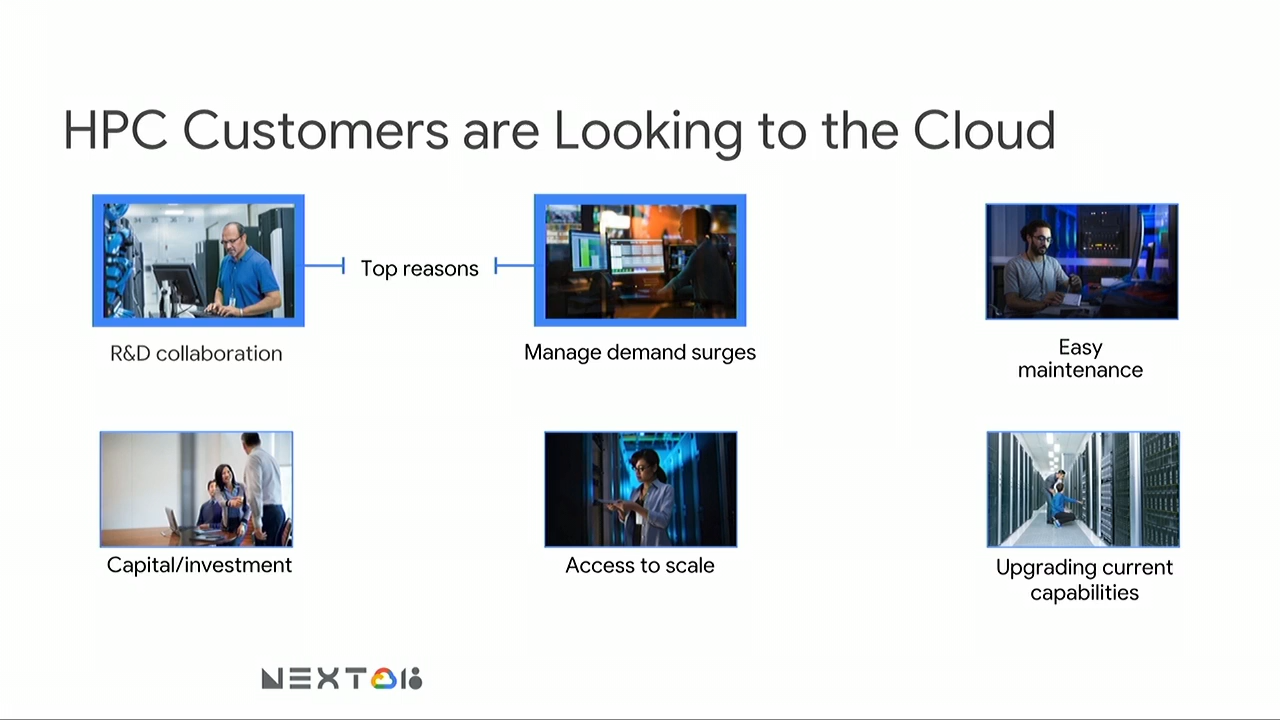 HPC Customers are Looking to the Cloud
Top reasons
R&D collaboration
Manage demand surges
Easy
maintenance
Capital/investment
Access to scale
Upgrading current
capabilities
NEXT 18